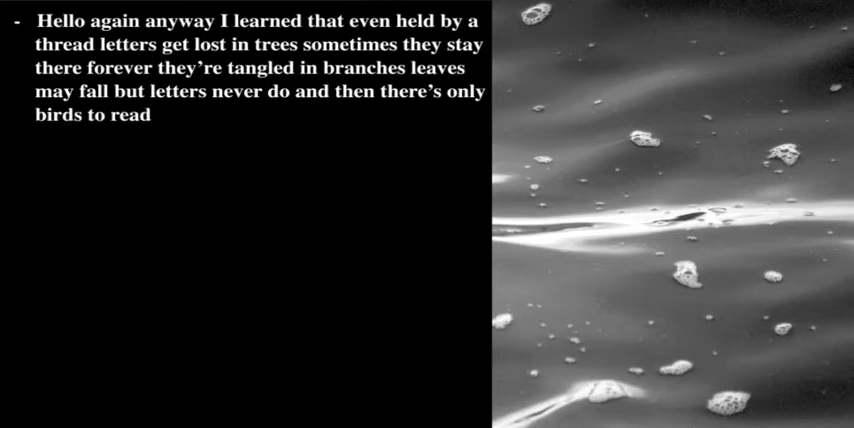 - Hello again anyway I learned that even held by a
thread letters get lost in trees sometimes they stay
there forever they’re tangled in branches leaves
may fall but letters never do and then there’s only
birds to read